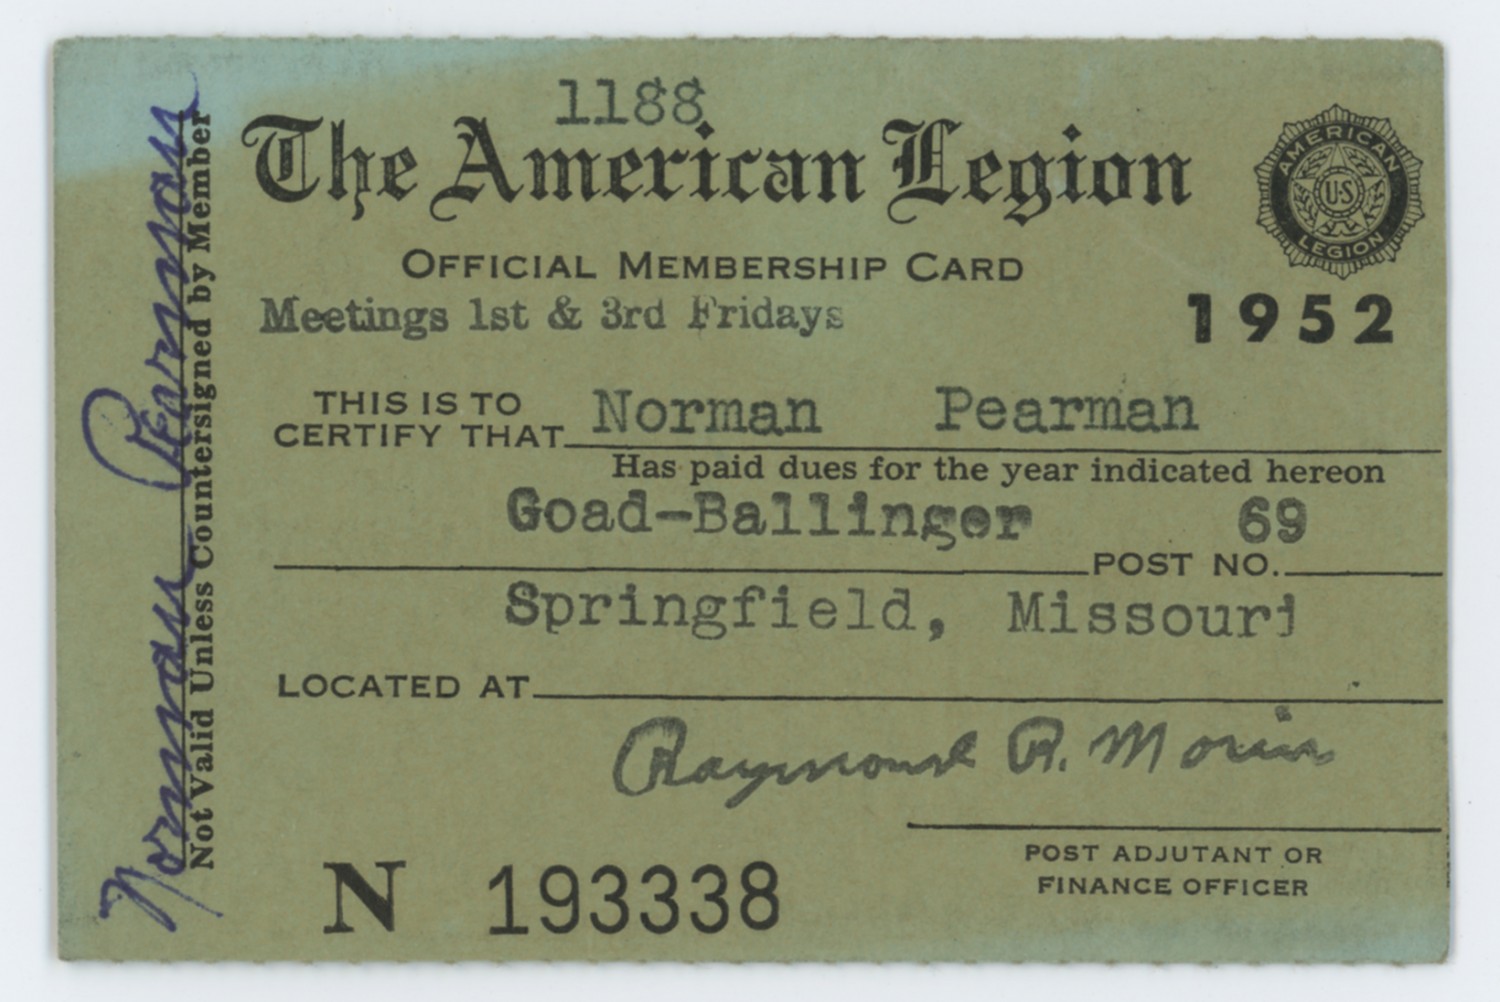 1188
The American Legion
AMERICAN
U·S
LEGION
OFFICIAL MEMBERSHIP CARD
Meetings 1st & 3rd Fridays
1952
THIS IS TO
CERTIFY THAT Norman Pearman
Has paid dues for the year indicated hereon
Goad-Ballinger POST NO. 69
Springfield, Missouri
LOCATED AT
Raymond R. Morin
POST ADJUTANT OR
FINANCE OFFICER
N 193338
Norman Pearman
Not Valid Unless Countersigned by Member